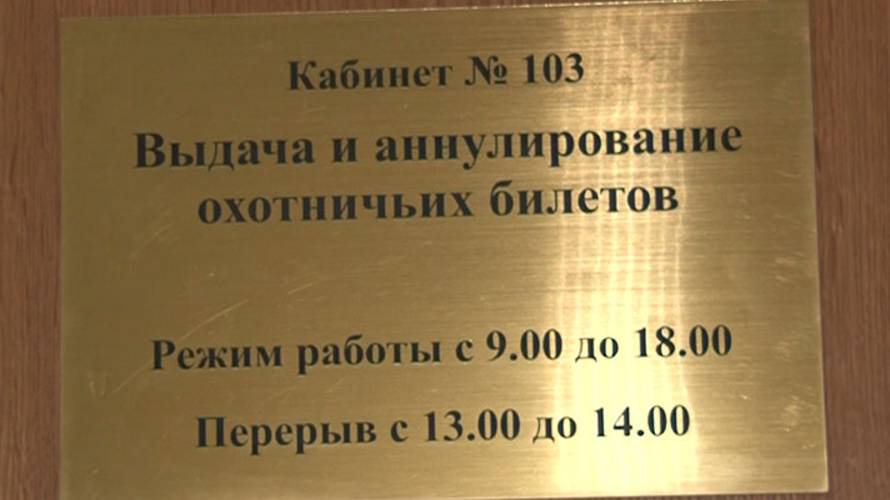 Кабинет № 103
Выдача и аннулирование
охотничьих билетов
Режим работы с 9.00 до 18.00
Перерыв с 13.00 до 14.00